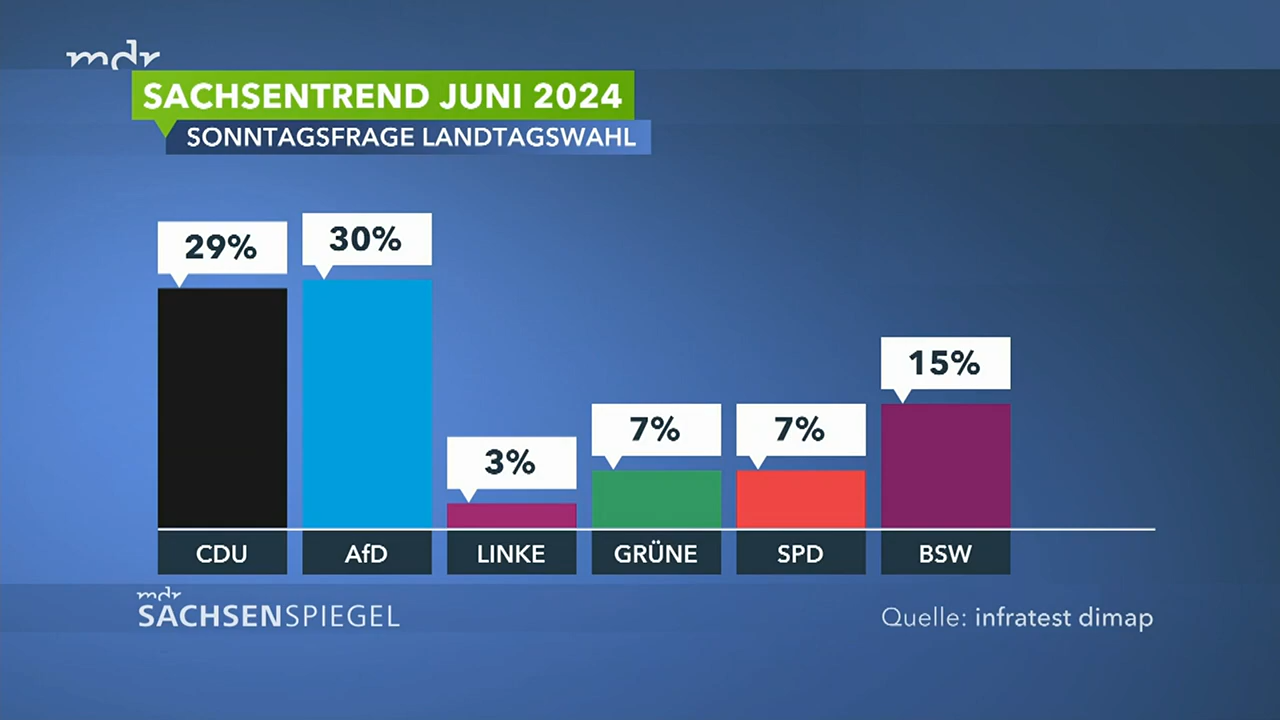 mdr
SACHSENTREND JUNI 2024
SONNTAGSFRAGE LANDTAGSWAHL
29%
30%
3%
7%
7%
15%
CDU
AfD
LINKE
GRÜNE
SPD
BSW
mdr
SACHSENSPIEGEL
Quelle: infratest dimap